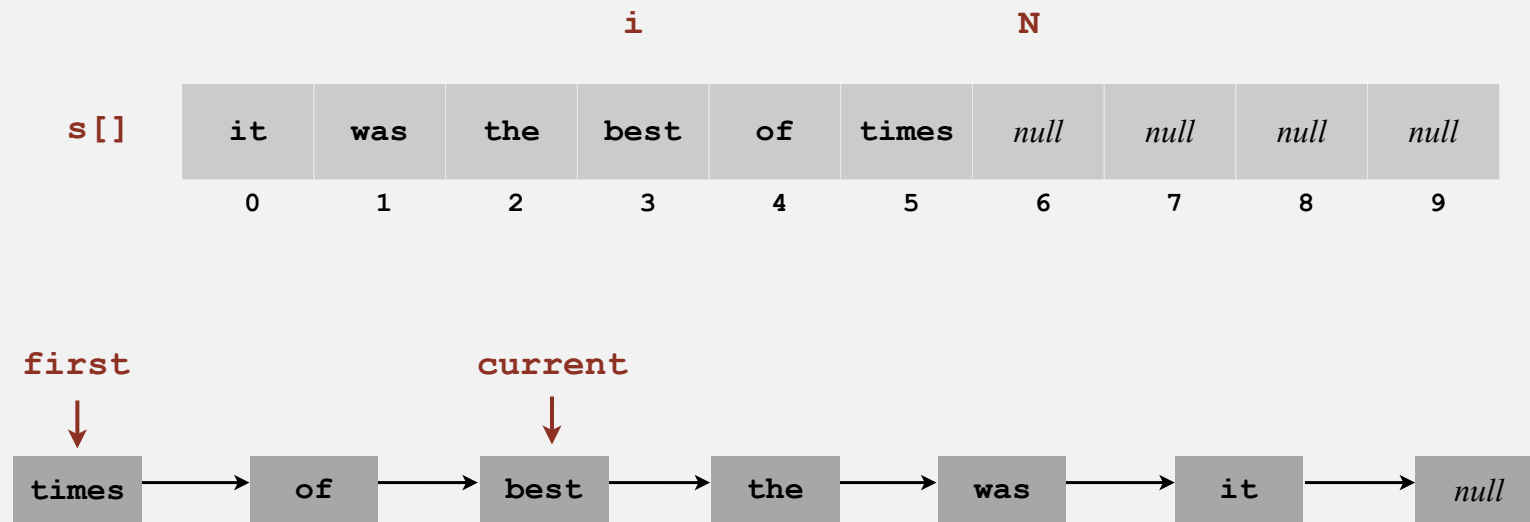 i N
s[] it was the best of times null null null null
0 1 2 3 4 5 6 7 8 9
first current
times of best the was it null